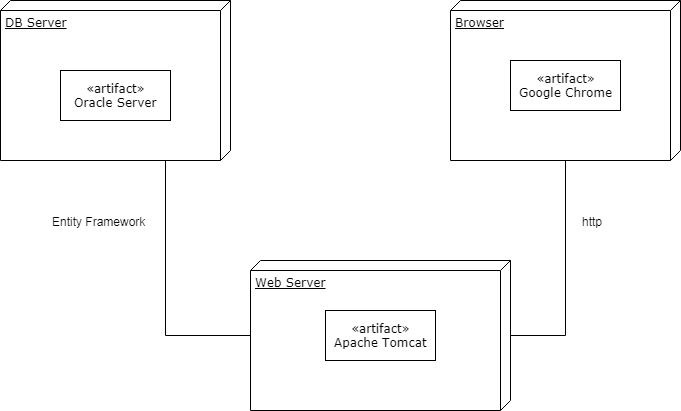 DB Server
«artifact»
Oracle Server
Browser
«artifact»
Google Chrome
Entity Framework
http
Web Server
«artifact»
Apache Tomcat